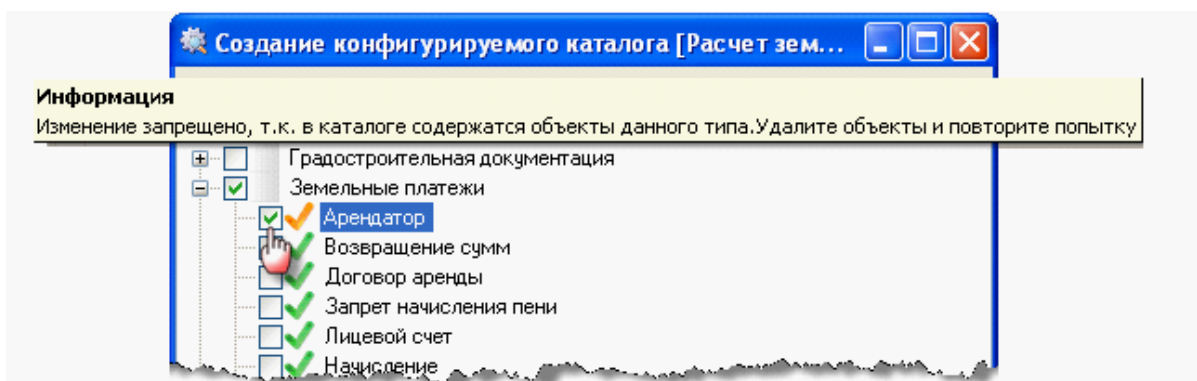 Создание конфигурируемого каталога [Расчет зем...
Информация
Изменение запрещено, т.к. в каталоге содержатся объекты данного типа.Удалите объекты и повторите попытку
Градостроительная документация
Земельные платежи
Арендатор
Возвращение сумм
Договор аренды
Запрет начисления пени
Лицевой счет
Начисление